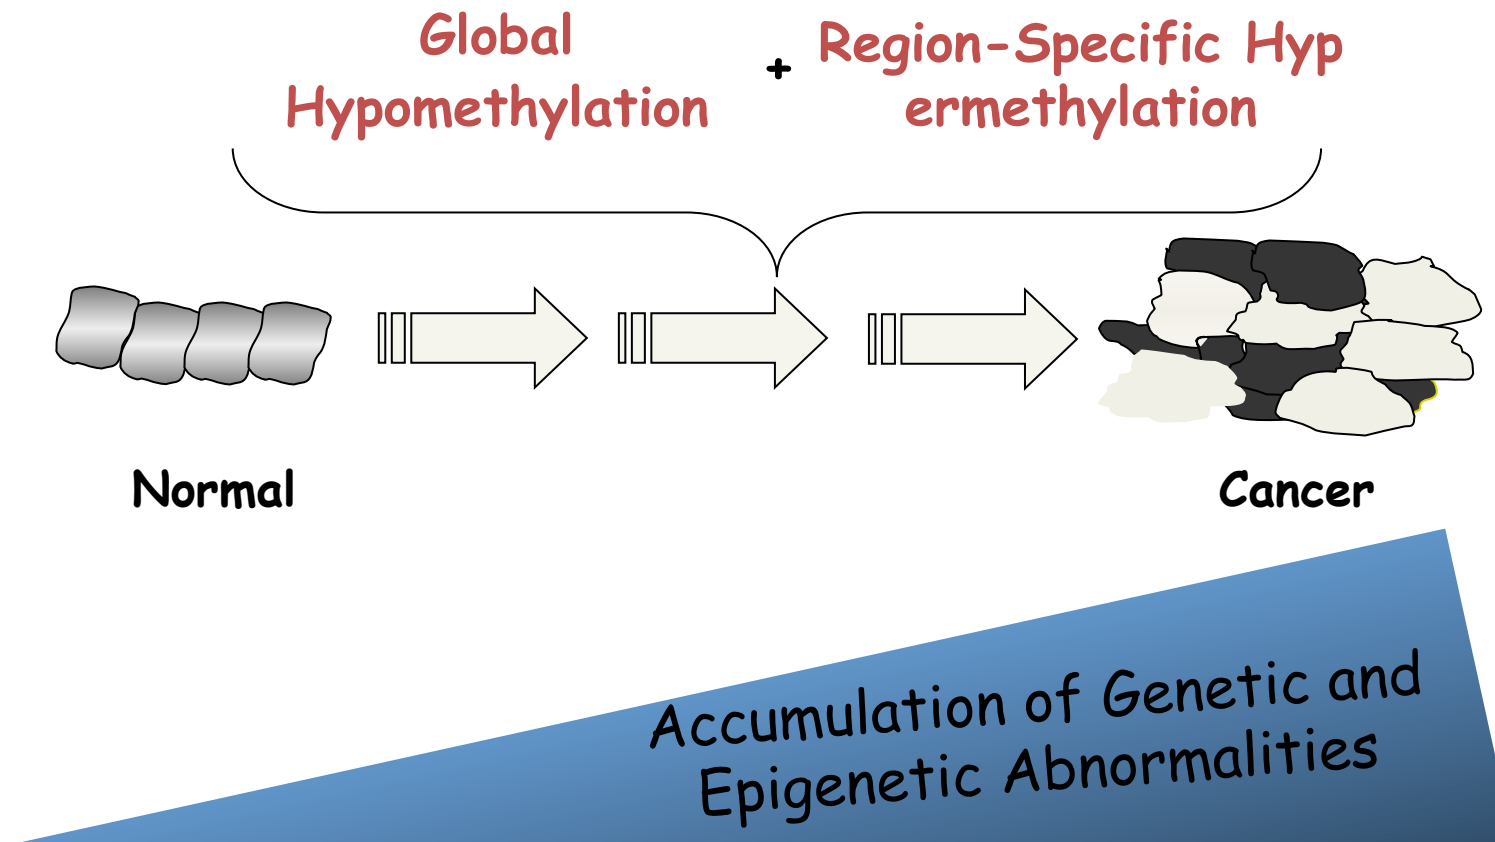 Global
Hypomethylation
+
Region-Specific Hyp
ermethylation
Normal
Cancer
Accumulation of Genetic and
Epigenetic Abnormalities